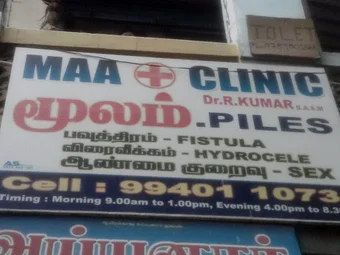 TOLET
MAA CLINIC
Dr.R.KUMAR B.A.S.M
மூலம்.PILES
பவுத்திரம் - FISTULA
விரைவீக்கம் - HYDROCELE
ஆண்மை குறைவு - SEX
Cell : 99401 1073
Timing : Morning 9.00am to 1.00pm, Evening 4.00pm to 8.3